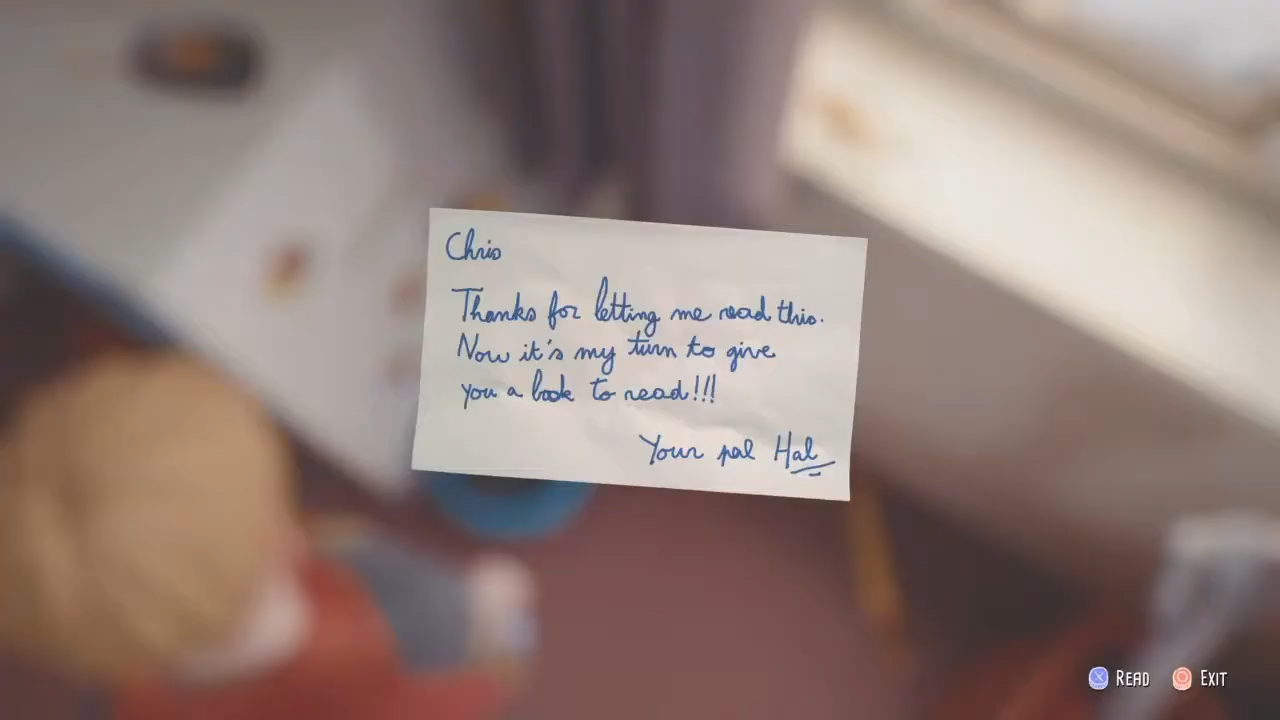 Chris
Thanks for letting me read this.
Now it's my turn to give
you a book to read!!!
Your pal Hal
READ EXIT